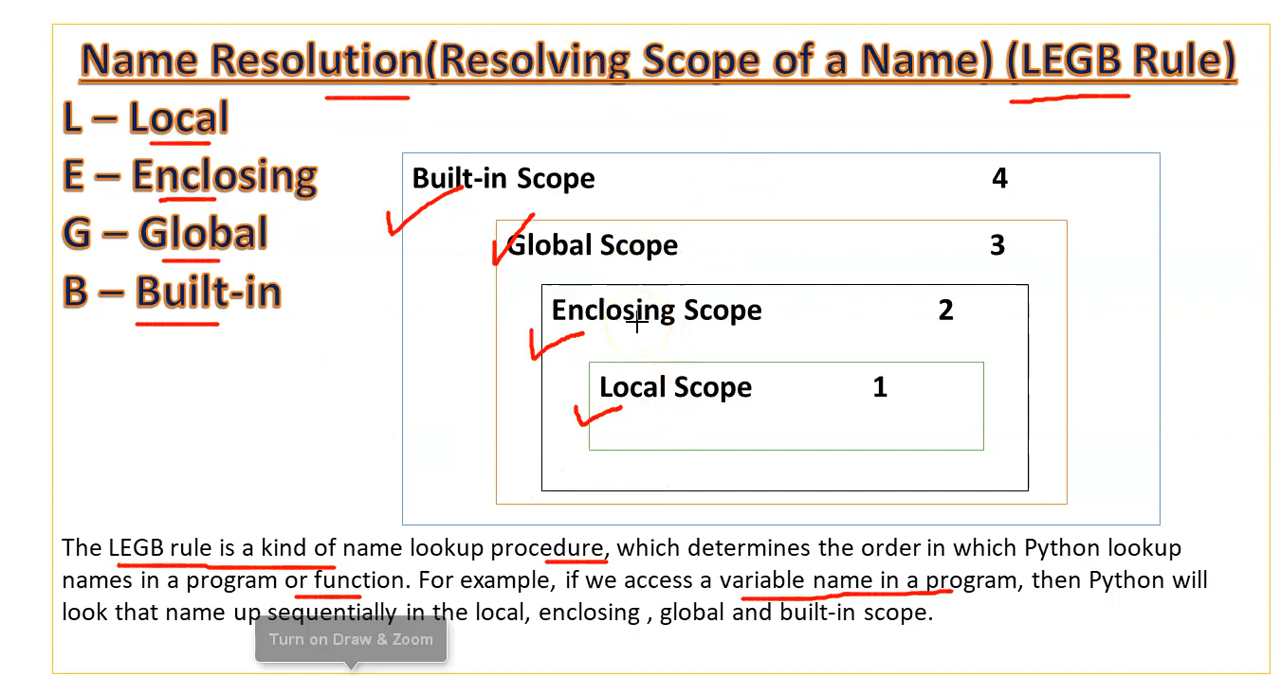 Name Resolution(Resolving Scope of a Name) (LEGB Rule)
L – Local
E – Enclosing
G – Global
B – Built-in
Built-in Scope 4
Global Scope 3
Enclosing Scope 2
Local Scope 1
The LEGB rule is a kind of name lookup procedure, which determines the order in which Python lookup
names in a program or function. For example, if we access a variable name in a program, then Python will
look that name up sequentially in the local, enclosing , global and built-in scope.
Turn on Draw & Zoom